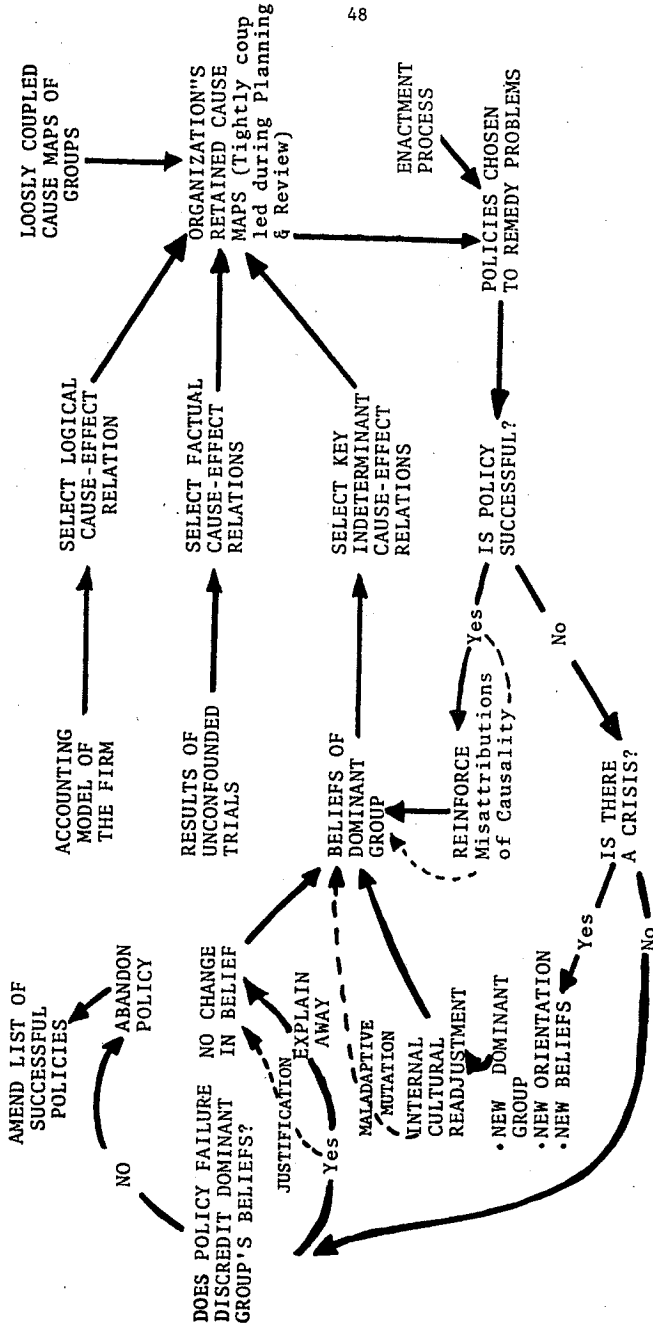 48
AMEND LIST OF
SUCCESSFUL
POLICIES
NO
ABANDON
POLICY
DOES POLICY FAILURE
DISCREDIT DOMINANT
GROUP'S BELIEFS?
NO CHANGE
IN BELIEF
JUSTIFICATION
EXPLAIN
AWAY
Yes
MALADAPTIVE
MUTATION
INTERNAL
CULTURAL
READJUSTMENT
• NEW DOMINANT
GROUP
• NEW ORIENTATION
• NEW BELIEFS
Yes
No
IS THERE
A CRISIS?
ACCOUNTING
MODEL OF
THE FIRM
RESULTS OF
UNCONFOUNDED
TRIALS
BELIEFS OF
DOMINANT
GROUP
REINFORCE
Misattributions
of Causality
Yes
No
IS POLICY
SUCCESSFUL?
SELECT LOGICAL
CAUSE-EFFECT
RELATION
SELECT FACTUAL
CAUSE-EFFECT
RELATIONS
SELECT KEY
INDETERMINANT
CAUSE-EFFECT
RELATIONS
LOOSLY COUPLED
CAUSE MAPS OF
GROUPS
ORGANIZATION"S
RETAINED CAUSE
MAPS (Tightly coup
led during Planning
& Review)
ENACTMENT
PROCESS
POLICIES CHOSEN
TO REMEDY PROBLEMS